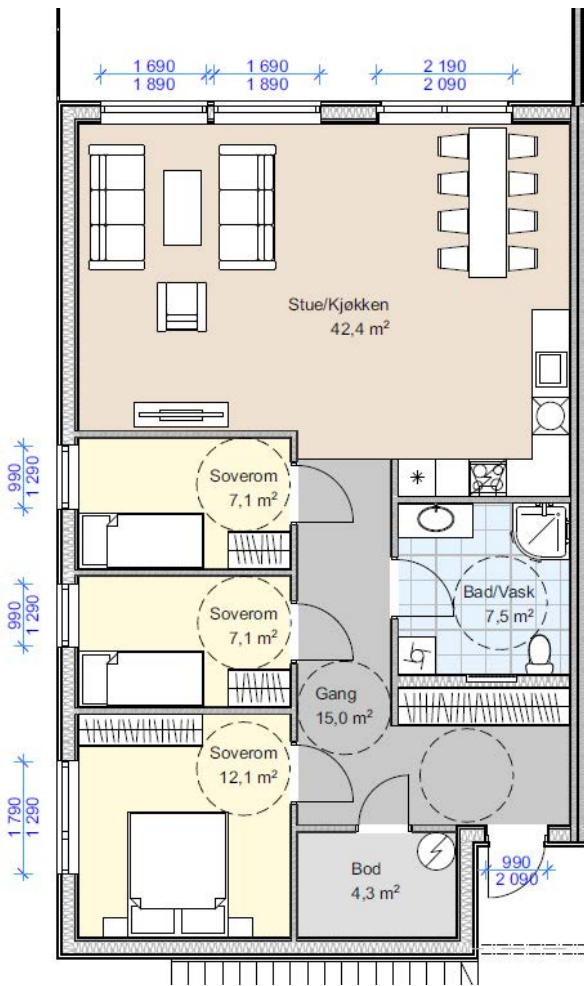 1 690
1 890
1 690
1 890
2 190
2 090
Stue/Kjøkken
42,4 m²
990
1 290
Soverom
7,1 m²
Bad/Vask
7,5 m²
990
1 290
Soverom
7,1 m²
Gang
15,0 m²
Soverom
12,1 m²
1 790
1 290
Bod
4,3 m²
990
2 090